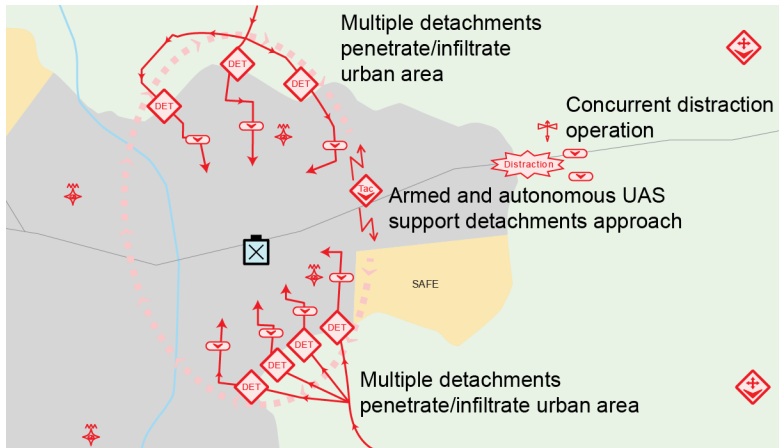 Multiple detachments
penetrate/infiltrate
urban area
DET
DET
DET
Concurrent distraction
operation
Distraction
Tac
Armed and autonomous UAS
support detachments approach
SAFE
DET
DET
DET
DET
Multiple detachments
penetrate/infiltrate urban area